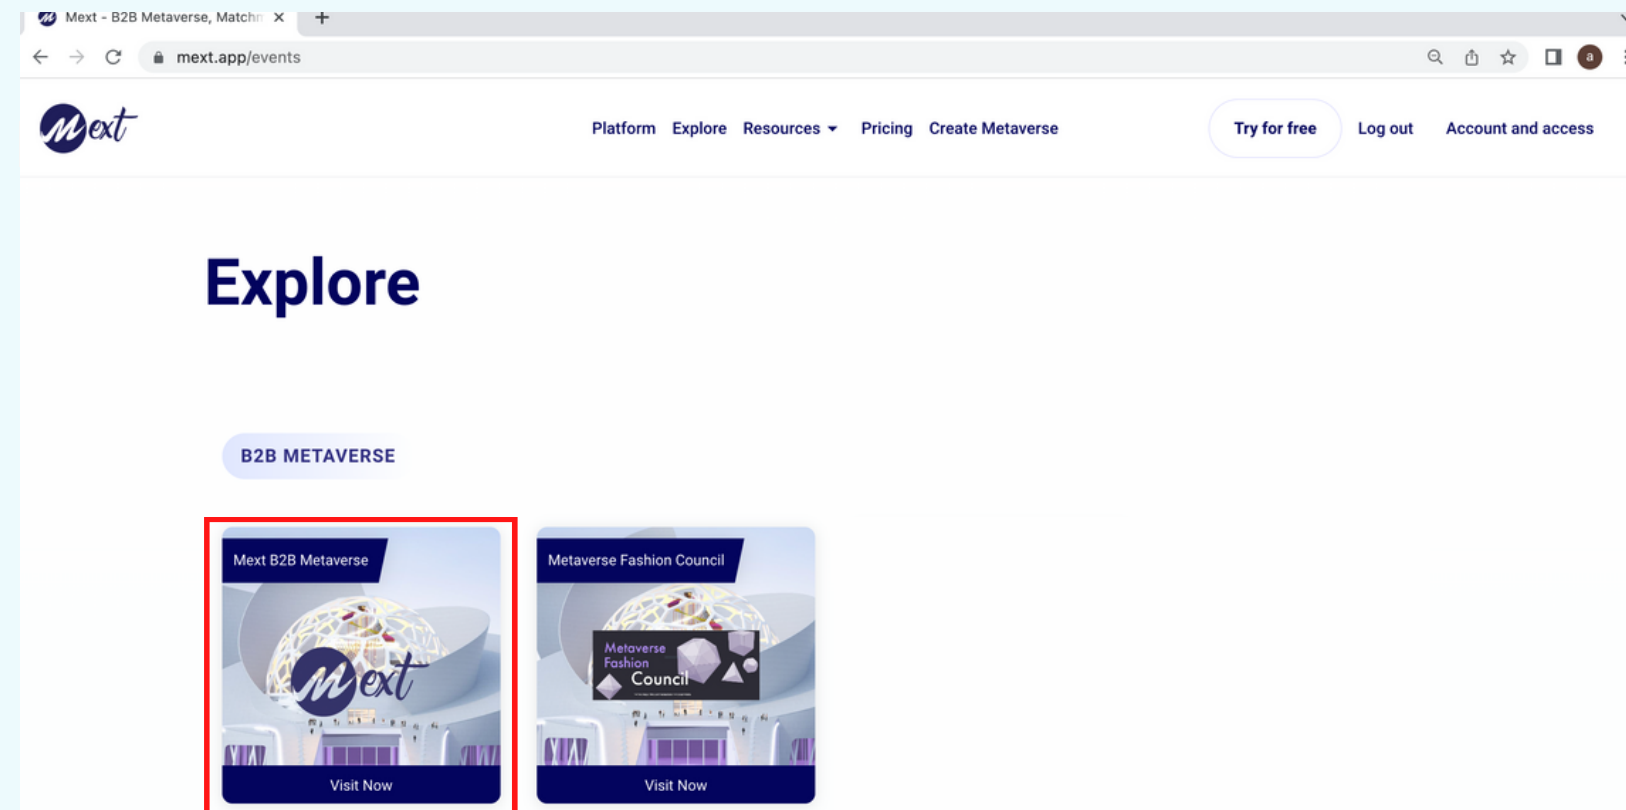 Mext - B2B Metaverse, Matchm
mext.app/events
a
Mext
Platform Explore Resources Pricing Create Metaverse
Try for free Log out Account and access
Explore
B2B METAVERSE
Mext B2B Metaverse
Mext
Visit Now
Metaverse Fashion Council
Metaverse
Fashion
Council
Visit Now